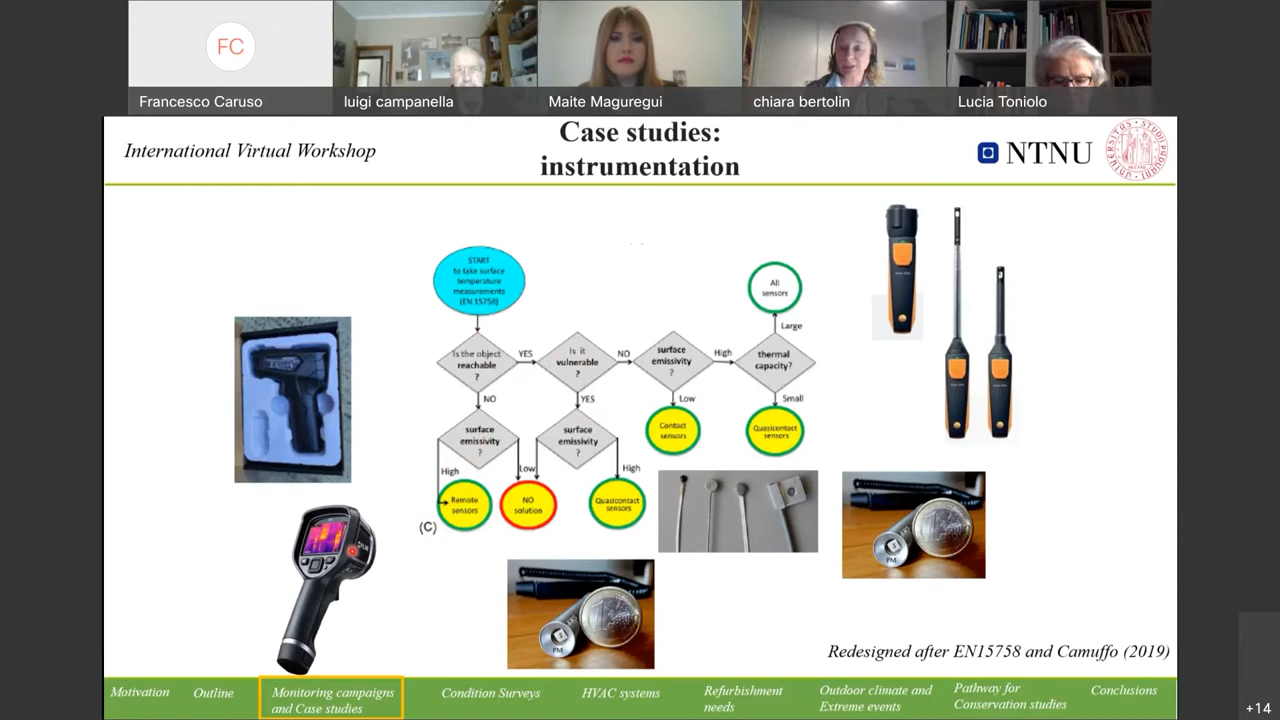 FC
Francesco Caruso
luigi campanella
Maite Maguregui
chiara bertolin
Lucia Toniolo
International Virtual Workshop
Case studies:
instrumentation
NTNU
START
to take surface
temperature
measurements
(EN 15758)
All
sensors
Large
Is the object
reachable
?
YES
Is it
vulnerable
?
NO
surface
emissivity
?
High
thermal
capacity?
NO
YES
Low
Small
surface
emissivity
?
surface
emissivity
?
Contact
sensors
Quasicontact
sensors
High
Low
High
Remote
sensors
NO
solution
Quasicontact
sensors
(C)
PM
PM
Redesigned after EN15758 and Camuffo (2019)
Motivation
Outline
Monitoring campaigns
and Case studies
Condition Surveys
HVAC systems
Refurbishment
needs
Outdoor climate and
Extreme events
Pathway for
Conservation studies
Conclusions
+14